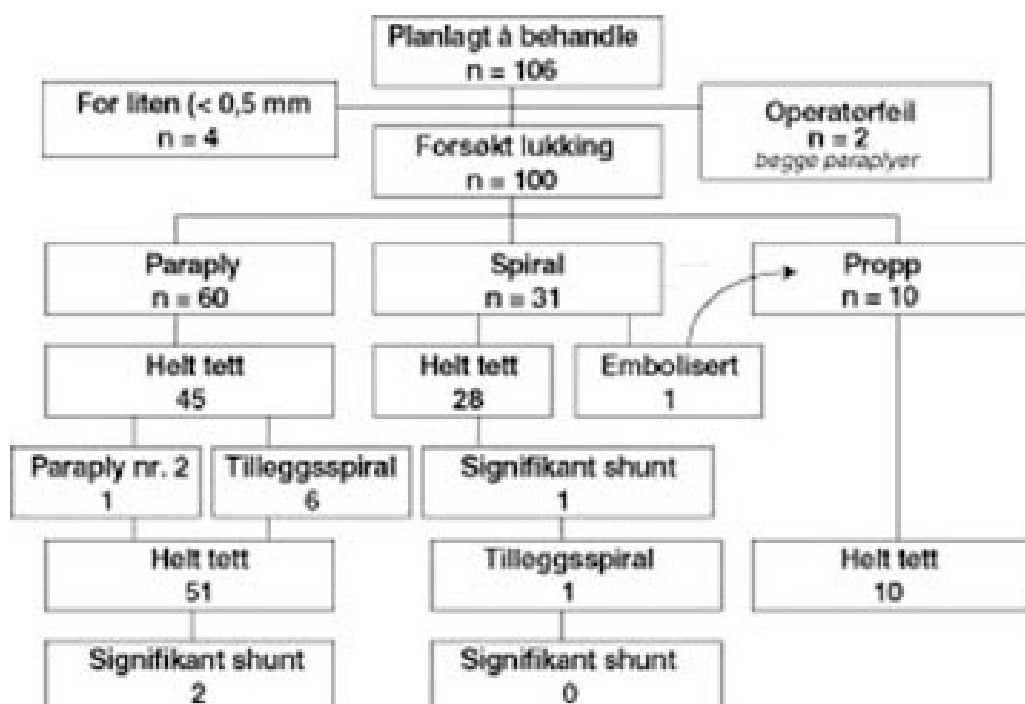 Planlagt å behandle
n = 106
For liten (< 0,5 mm
n = 4
Operatørfeil
n = 2
begge paraplyer
Forsøkt lukking
n = 100
Paraply
n = 60
Spiral
n = 31
Propp
n = 10
Helt tett
45
Helt tett
28
Embolisert
1
Paraply nr. 2
1
Tilleggsspiral
6
Signifikant shunt
1
Helt tett
51
Tilleggsspiral
1
Helt tett
10
Signifikant shunt
2
Signifikant shunt
0